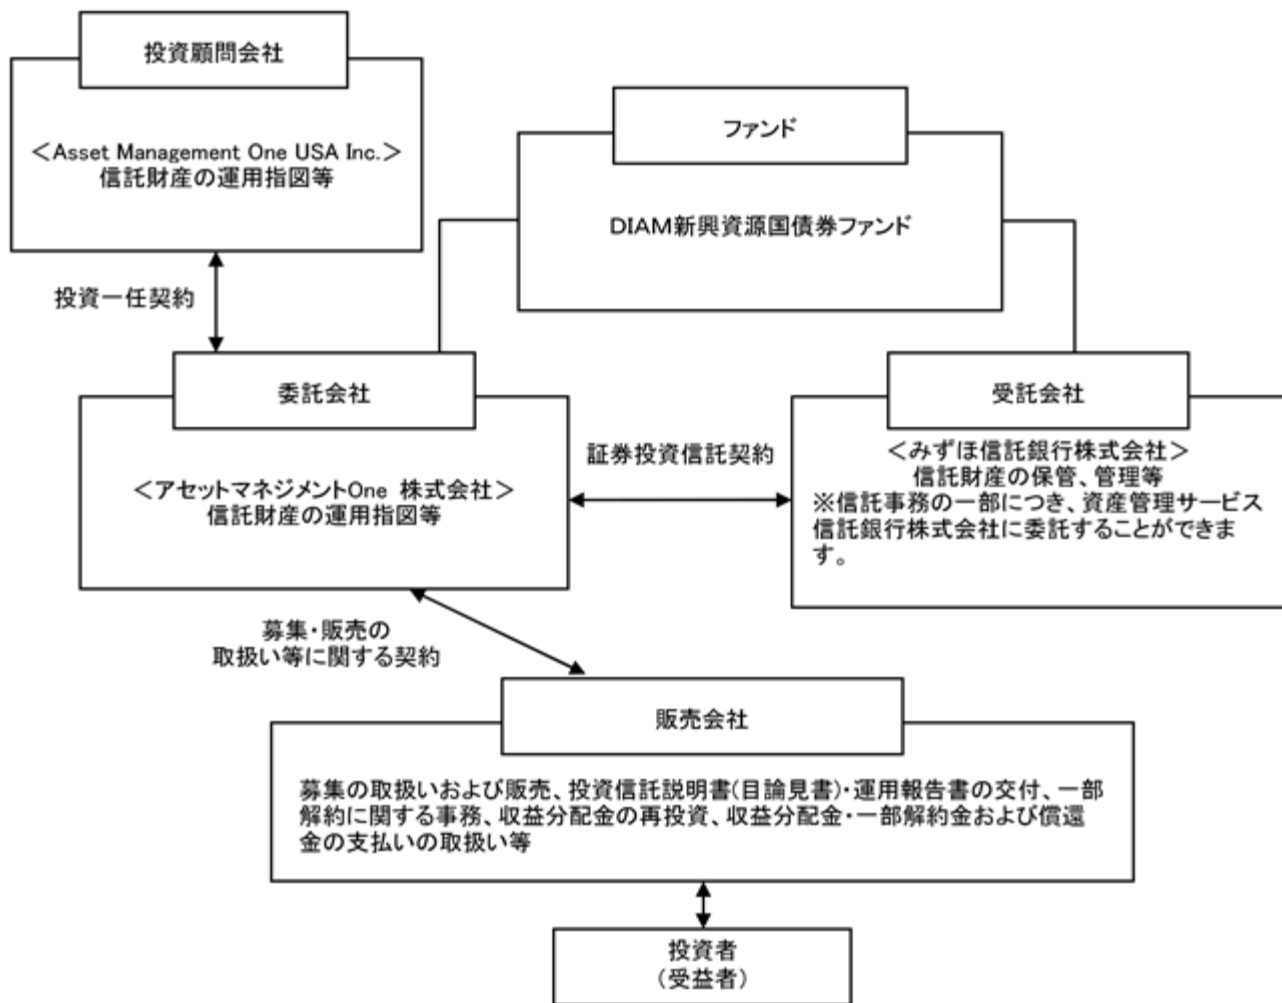 投資顧問会社
＜Asset Management One USA Inc.＞
信託財産の運用指図等
ファンド
DIAM新興資源国債券ファンド
投資一任契約
委託会社
＜アセットマネジメントOne 株式会社＞
信託財産の運用指図等
証券投資信託契約
受託会社
＜みずほ信託銀行株式会社＞
信託財産の保管、管理等
※信託事務の一部につき、資産管理サービス
信託銀行株式会社に委託することができま
す。
募集・販売の
取扱い等に関する契約
販売会社
募集の取扱いおよび販売、投資信託説明書(目論見書)・運用報告書の交付、一部
解約に関する事務、収益分配金の再投資、収益分配金・一部解約金および償還
金の支払いの取扱い等
投資者
（受益者）